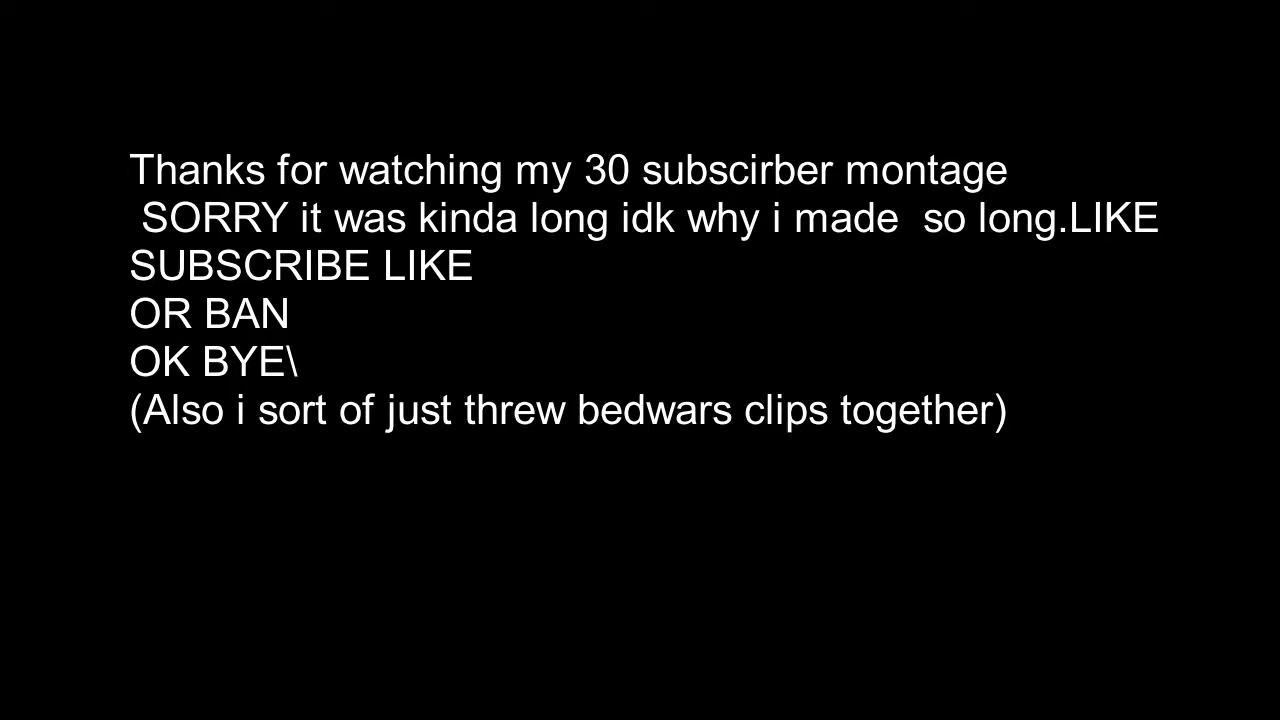 Thanks for watching my 30 subscirber montage
SORRY it was kinda long idk why i made  so long.LIKE
SUBSCRIBE LIKE
OR BAN
OK BYE\
(Also i sort of just threw bedwars clips together)